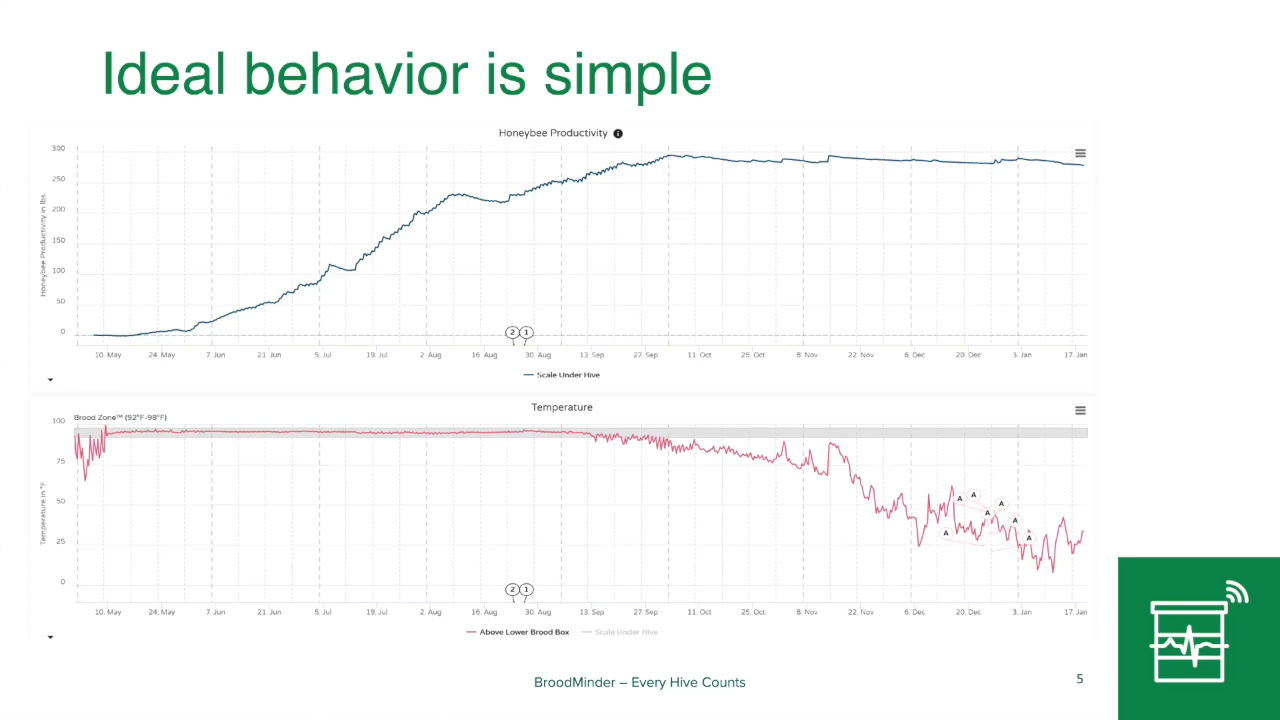 Ideal behavior is simple
Honeybee Productivity
300
250
200
150
100
50
0
Honeybee Productivity in lbs
2 1
10. May 24. May 7. Jun 21. Jun 5. Jul 19. Jul 2. Aug 16. Aug 30. Aug 13. Sep 27. Sep 11. Oct 25. Oct 8. Nov 22. Nov 6. Dec 20. Dec 3. Jan 17. Jan
Scale Under Hive
Temperature
Brood Zone™ (92°F-98°F)
100
75
50
25
0
Temperature in °F
A A A A A A A
2 1
10. May 24. May 7. Jun 21. Jun 5. Jul 19. Jul 2. Aug 16. Aug 30. Aug 13. Sep 27. Sep 11. Oct 25. Oct 8. Nov 22. Nov 6. Dec 20. Dec 3. Jan 17. Jan
Above Lower Brood Box Scale Under Hive
BroodMinder – Every Hive Counts
5